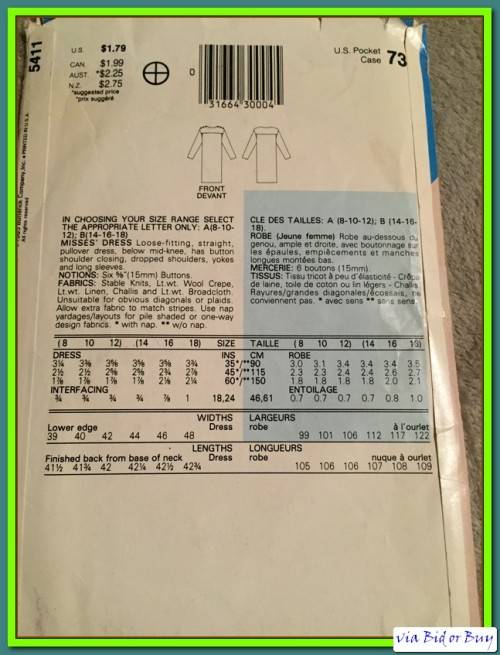 5411
U.S. $1.79
CAN. $1.99
AUST. *$2.25
N.Z. $2.75
*suggested price
*prix suggéré
0
31664 30004
U.S. Pocket
Case 73
All rights reserved
PRINTED IN U.S.A.
FRONT
DEVANT
IN CHOOSING YOUR SIZE RANGE SELECT
THE APPROPRIATE LETTER ONLY: A(8-10-
12); B(14-16-18)
MISSES' DRESS Loose-fitting, straight,
pullover dress, below mid-knee, has button
shoulder closing, dropped shoulders, yokes
and long sleeves.
NOTIONS: Six ⅝"(15mm) Buttons.
FABRICS: Stable Knits, Lt.wt. Wool Crepe,
Lt.wt. Linen, Challis and Lt.wt. Broadcloth.
Unsuitable for obvious diagonals or plaids.
Allow extra fabric to match stripes. Use nap
yardages/layouts for pile shaded or one-way
design fabrics. * with nap. ** w/o nap.
CLE DES TAILLES: A (8-10-12); B (14-16-
18).
ROBE (Jeune femme) Robe au-dessous du
genou, ample et droite, avec boutonnage sur
les épaules, empiècements et manches
longues montées bas.
MERCERIE: 6 boutons (15mm).
TISSUS: Tissu tricot à peu d'élasticité - Crêpe
de laine, toile de coton ou lin légers - Challis
Rayures/grandes diagonales/écossais, ne
conviennent pas. * avec sens ** sans sens.
(8 10 12) (14 16 18) SIZE TAILLE (8 10 12) (14 16 18)
DRESS INS CM ROBE
3¼ 3⅜ 3⅝ 3⅝ 3⅝ 3¾ 35*/**90 3.0 3.1 3.4 3.4 3.4 3.5
2½ 2½ 2⅝ 2⅝ 2¾ 2⅞ 45*/**115 2.3 2.3 2.4 2.4 2.6 2.7
1⅞ 1⅞ 1⅞ 1⅞ 2⅛ 2¼ 60*/**150 1.8 1.8 1.8 1.8 2.0 2.1
INTERFACING ENTOILAGE
¾ ¾ ¾ ¾ ⅞ 1 18,24 46,61 0.7 0.7 0.7 0.7 0.8 1.0
WIDTHS LARGEURS
Lower edge Dress robe à l'ourlet
39 40 42 44 46 48 99 101 106 112 117 122
LENGTHS LONGUEURS
Finished back from base of neck Dress robe nuque à ourlet
41½ 41¾ 42 42¼ 42½ 42¾ 105 106 106 107 108 109
via Bid or Buy